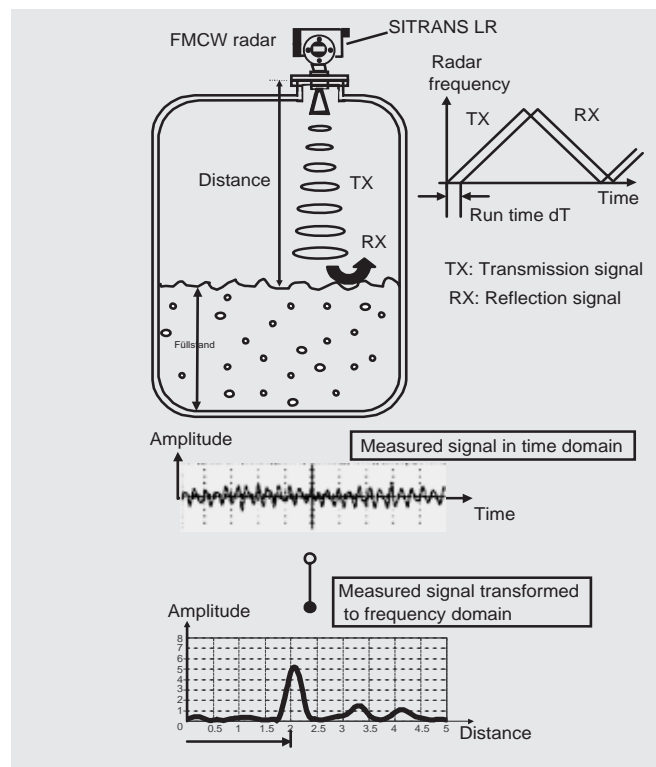 FMCW radar
SITRANS LR
Radar
frequency
TX
RX
Time
Run time dT
Distance
TX
RX
TX: Transmission signal
RX: Reflection signal
Füllstand
Amplitude
Measured signal in time domain
Time
Measured signal transformed
to frequency domain
Amplitude
8
7
6
5
4
3
2
1
0
0.5 1 1.5 2 2.5 3 3.5 4 4.5 5
Distance